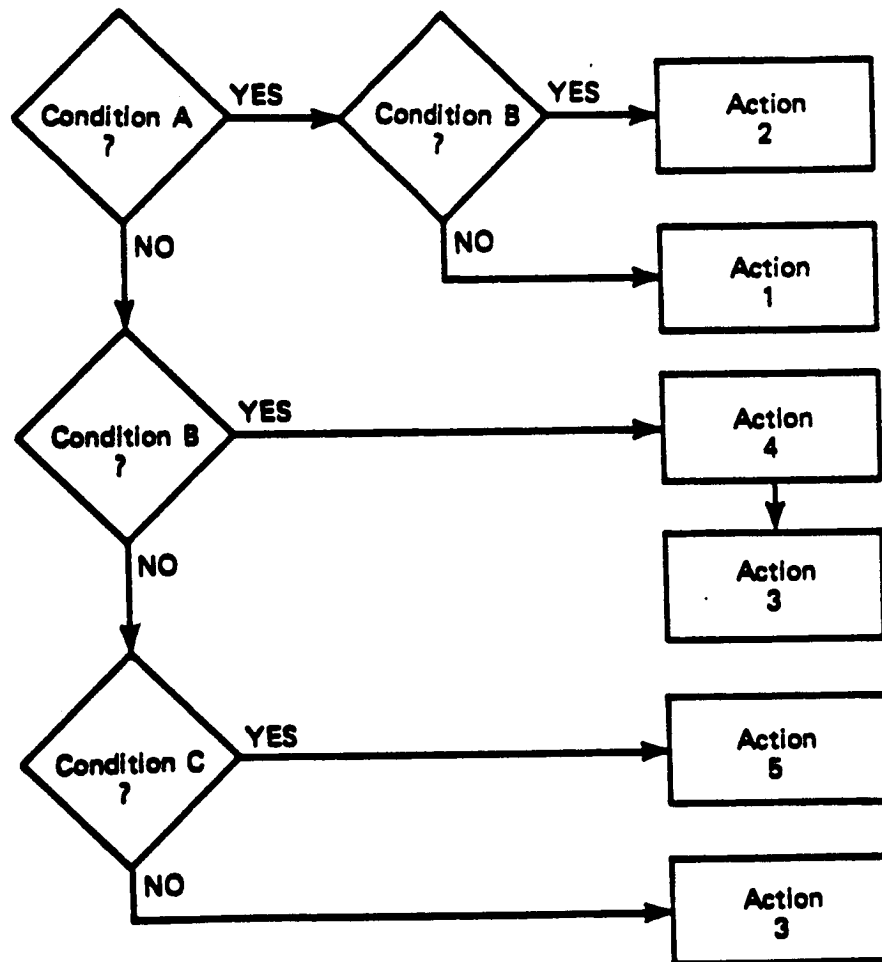 Condition A
?
YES
Condition B
?
YES
Action
2
NO
NO
Action
1
Condition B
?
YES
Action
4
NO
Action
3
Condition C
?
YES
Action
5
NO
Action
3